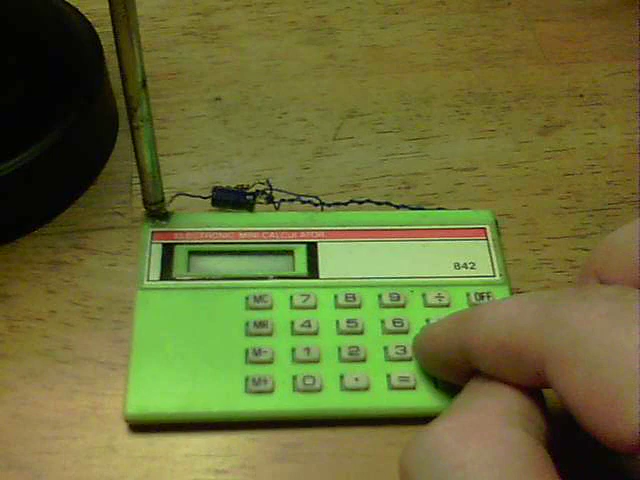 ELECTRONIC MINI CALCULATOR
842
MC 7 8 9 ÷ OFF
MR 4 5 6
M- 1 2 3
M+ 0 · =